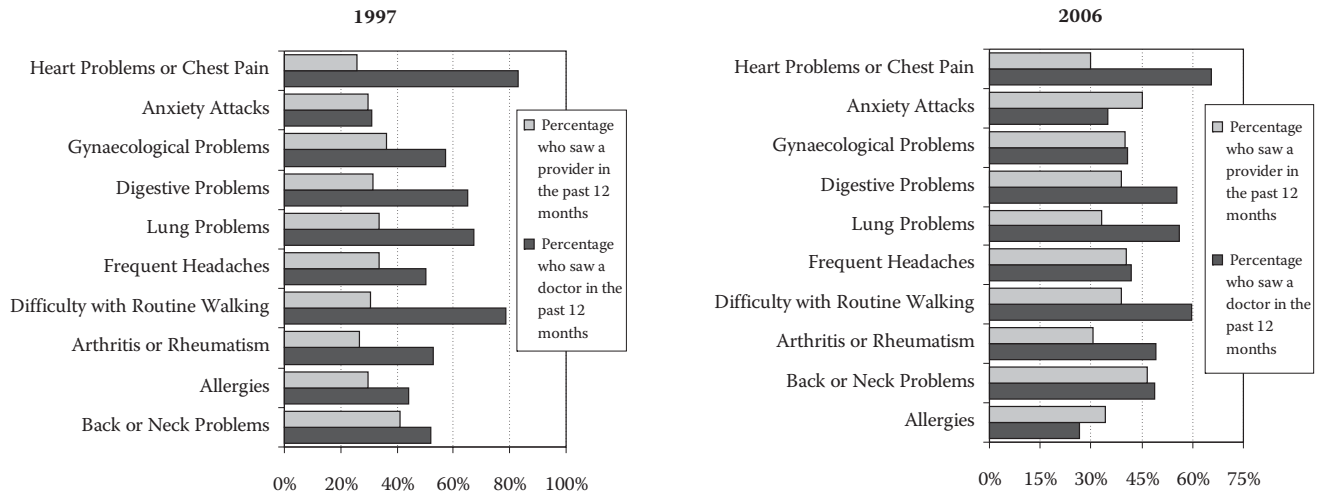 1997
Heart Problems or Chest Pain
Anxiety Attacks
Gynaecological Problems
Digestive Problems
Lung Problems
Frequent Headaches
Difficulty with Routine Walking
Arthritis or Rheumatism
Allergies
Back or Neck Problems
0% 20% 40% 60% 80% 100%
Percentage
who saw a
provider in
the past 12
months
Percentage
who saw a
doctor in the
past 12
months
2006
Heart Problems or Chest Pain
Anxiety Attacks
Gynaecological Problems
Digestive Problems
Lung Problems
Frequent Headaches
Difficulty with Routine Walking
Arthritis or Rheumatism
Back or Neck Problems
Allergies
0% 15% 30% 45% 60% 75%
Percentage
who saw a
provider in
the past 12
months
Percentage
who saw a
doctor in the
past 12
months